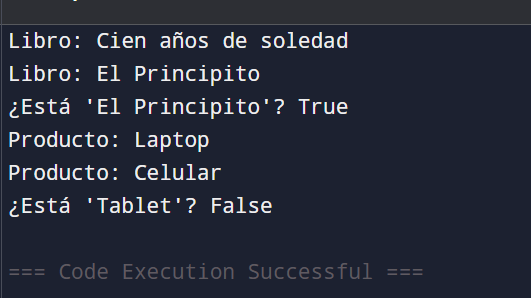 Libro: Cien años de soledad
Libro: El Principito
¿Está 'El Principito'? True
Producto: Laptop
Producto: Celular
¿Está 'Tablet'? False
=== Code Execution Successful ===